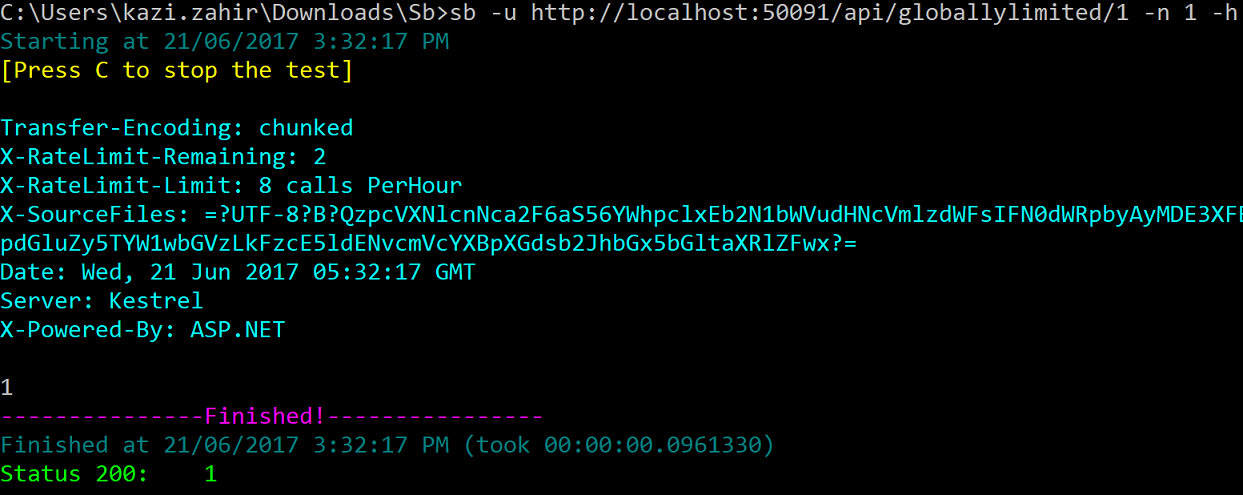 C:\Users\kazi.zahir\Downloads\Sb>sb -u http://localhost:50091/api/globallylimited/1 -n 1 -h
Starting at 21/06/2017 3:32:17 PM
[Press C to stop the test]
Transfer-Encoding: chunked
X-RateLimit-Remaining: 2
X-RateLimit-Limit: 8 calls PerHour
X-SourceFiles: =?UTF-8?B?QzpcVXNlcnNca2F6aS56YWhpclxEb2N1bWVudHNcVmlzdWFsIFN0dWRpbyAyMDE3XFE
pdGluZy5TYW1wbGVzLkFzcE5ldENvcmVcYXBpXGdsb2JhbGx5bGltaXRlZFwx?=
Date: Wed, 21 Jun 2017 05:32:17 GMT
Server: Kestrel
X-Powered-By: ASP.NET
1
---------------Finished!----------------
Finished at 21/06/2017 3:32:17 PM (took 00:00:00.0961330)
Status 200:    1